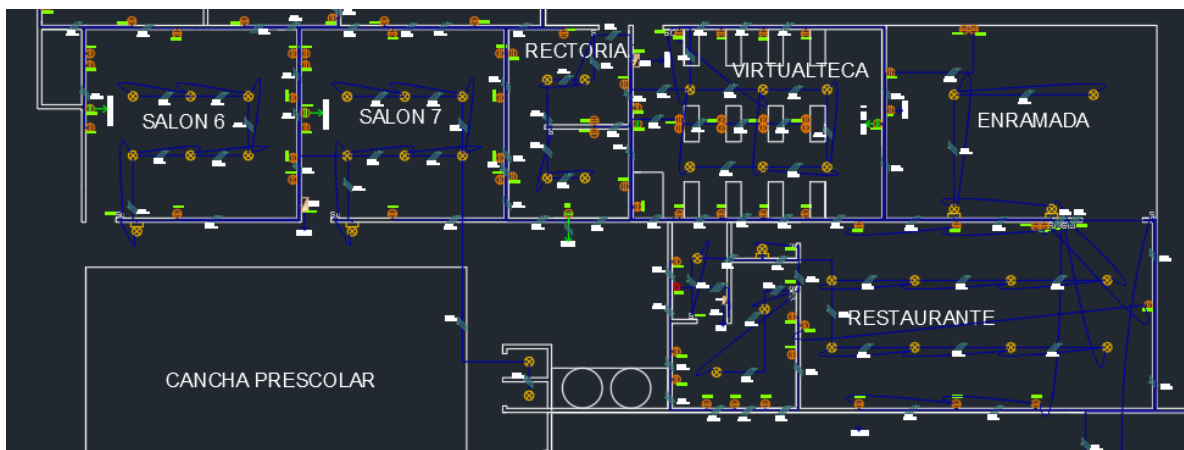 RECTORIA
VIRTUALTECA
SALON 6
SALON 7
ENRAMADA
RESTAURANTE
CANCHA PRESCOLAR